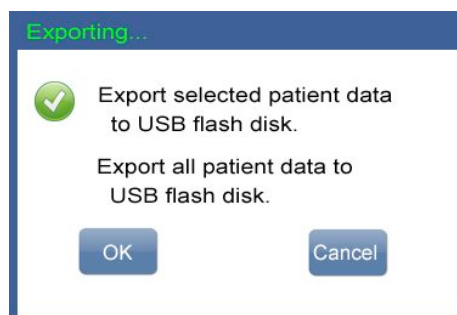 Exporting...
Export selected patient data
to USB flash disk.
Export all patient data to
USB flash disk.
OK
Cancel